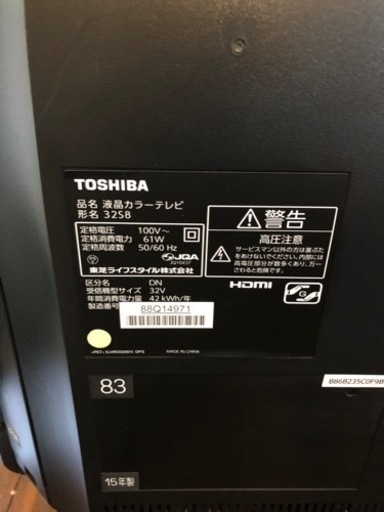 TOSHIBA
品名 液晶カラーテレビ
形名 32S8
定格電圧 100V~
定格消費電力 61W
定格周波数 50/60 Hz
JQA
東芝ライフスタイル株式会社
区分名 DN
受信機型サイズ 32V
年間消費電力量 42 kWh/年
製造番号
88Q14971
MADE IN CHINA
警告
高圧注意
サービスマン以外の方は裏ぶたをあけないでください。内部には高電圧部分が数多くあり、万一さわると危険です。
HDMI
83
15年製
B86B23SC0F9B